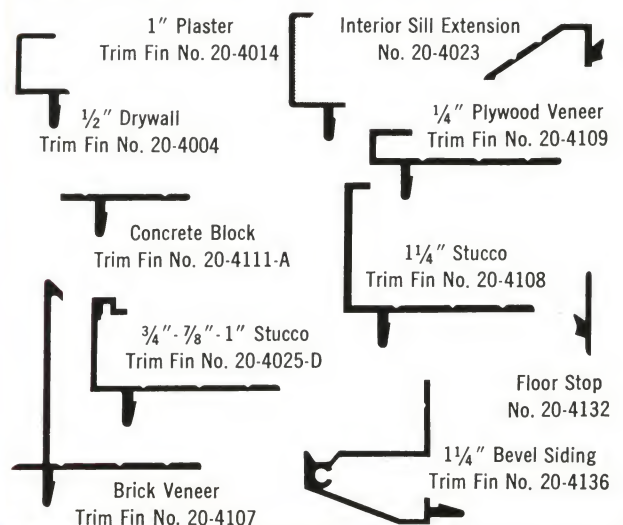 1″ Plaster
Trim Fin No. 20-4014
Interior Sill Extension
No. 20-4023
½″ Drywall
Trim Fin No. 20-4004
¼″ Plywood Veneer
Trim Fin No. 20-4109
Concrete Block
Trim Fin No. 20-4111-A
1¼″ Stucco
Trim Fin No. 20-4108
¾″-⅞″-1″ Stucco
Trim Fin No. 20-4025-D
Floor Stop
No. 20-4132
1¼″ Bevel Siding
Trim Fin No. 20-4136
Brick Veneer
Trim Fin No. 20-4107